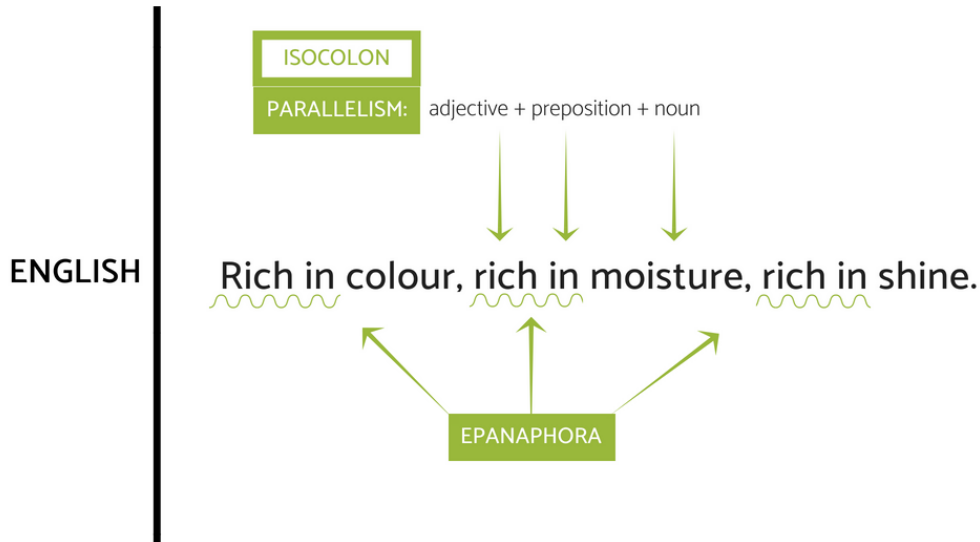 ISOCOLON
PARALLELISM: adjective + preposition + noun
ENGLISH
Rich in colour, rich in moisture, rich in shine.
EPANAPHORA